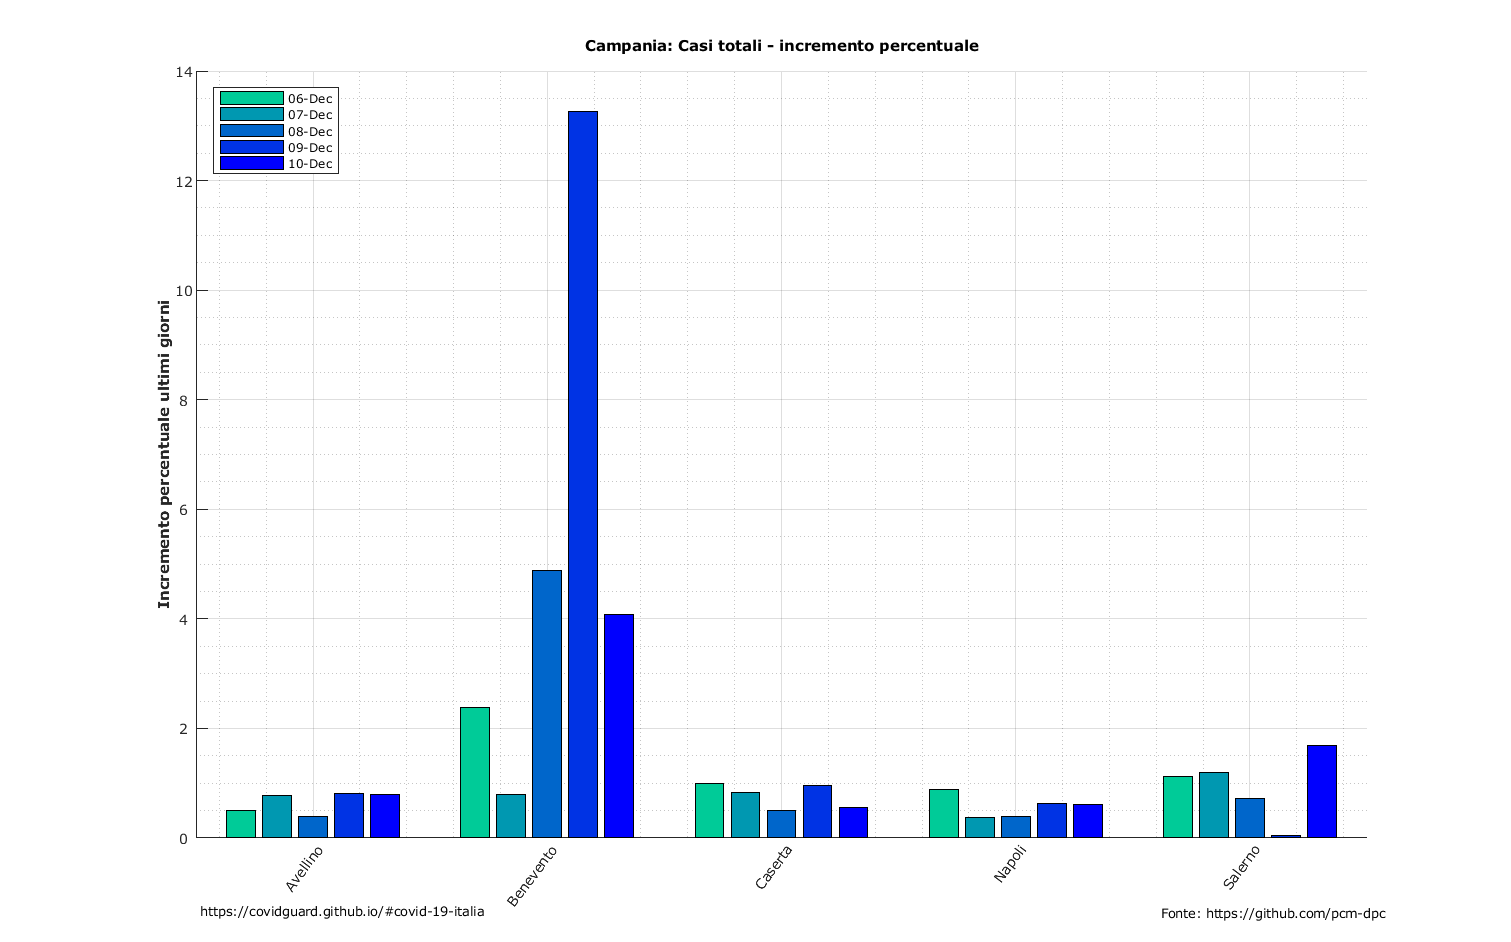 Campania: Casi totali - incremento percentuale
14
12
10
8
6
4
2
0
Incremento percentuale ultimi giorni
06-Dec
07-Dec
08-Dec
09-Dec
10-Dec
Avellino
Benevento
Caserta
Napoli
Salerno
https://covidguard.github.io/#covid-19-italia
Fonte: https://github.com/pcm-dpc